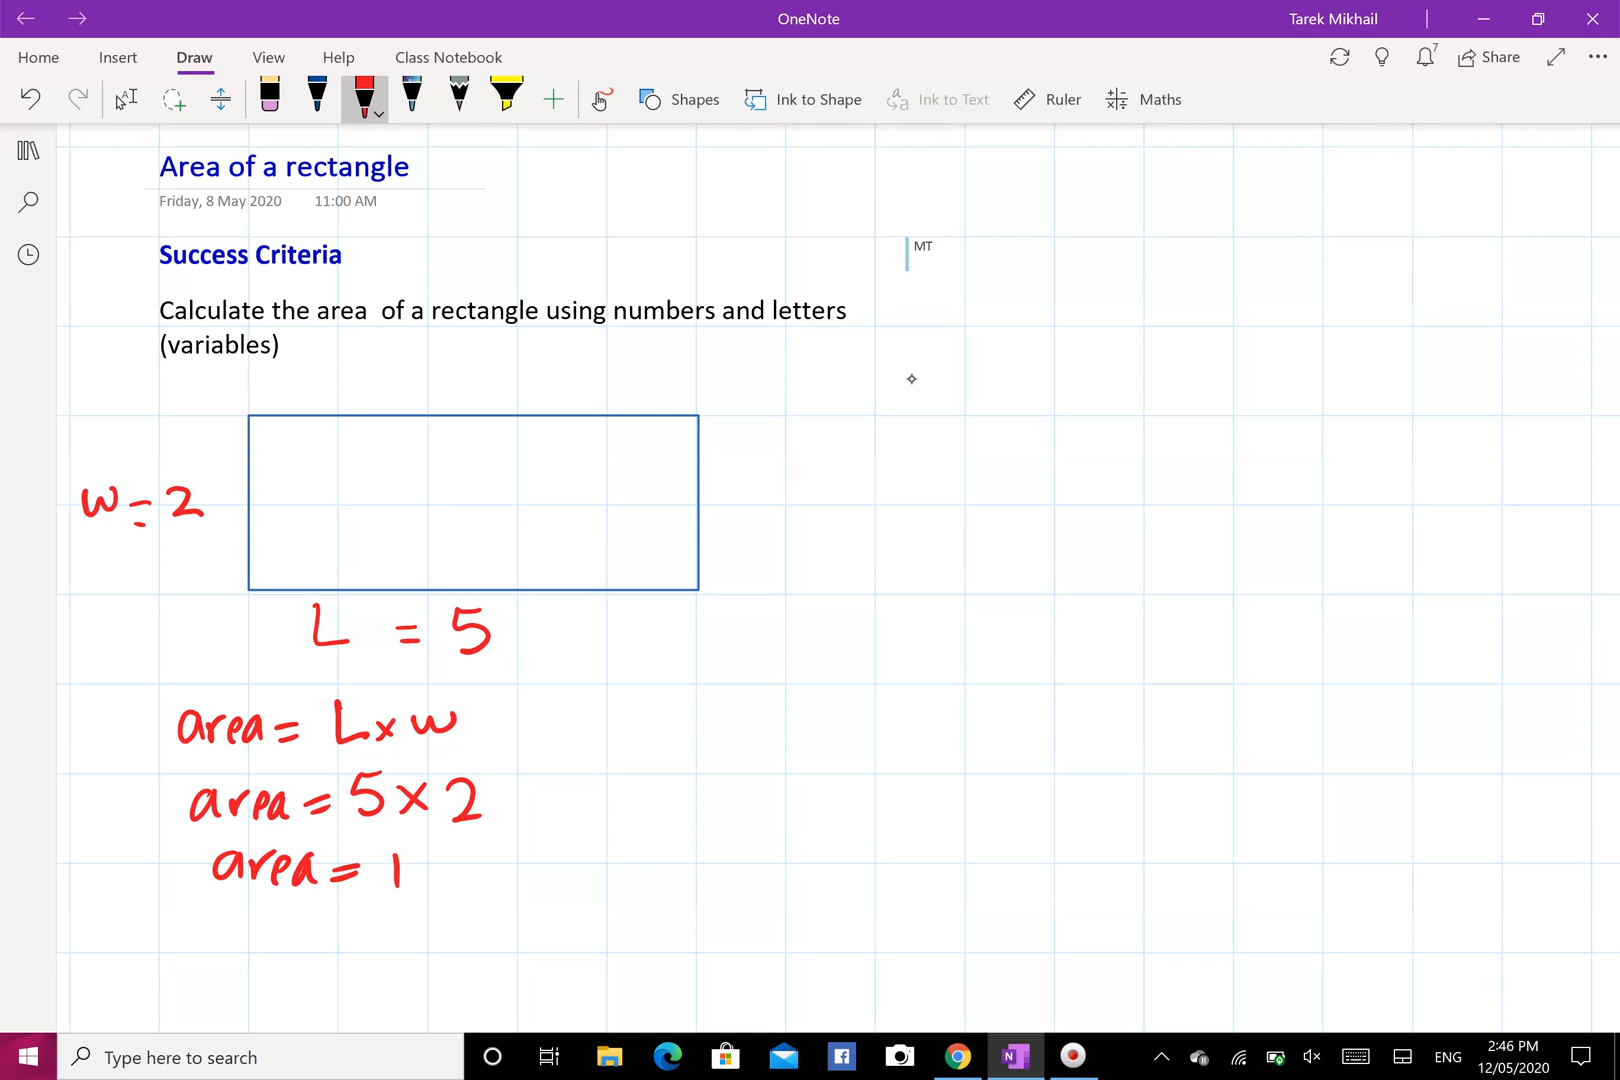 OneNote
Tarek Mikhail
Home Insert Draw View Help Class Notebook
7
Share
Shapes
Ink to Shape
Ink to Text
Ruler
Maths
Area of a rectangle
Friday, 8 May 2020 11:00 AM
Success Criteria
MT
Calculate the area of a rectangle using numbers and letters
(variables)
w = 2
L = 5
area = L x w
area = 5 x 2
area = 1
Type here to search
ENG
2:46 PM
12/05/2020